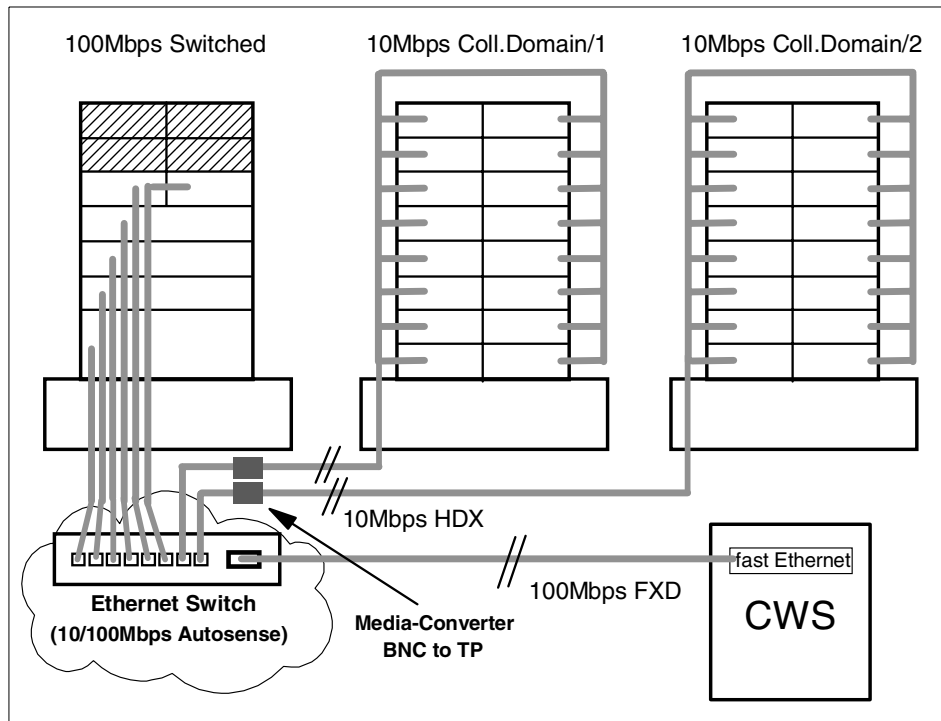 100Mbps Switched
10Mbps Coll.Domain/1
10Mbps Coll.Domain/2
10Mbps HDX
fast Ethernet
100Mbps FXD
CWS
Ethernet Switch
(10/100Mbps Autosense)
Media-Converter
BNC to TP